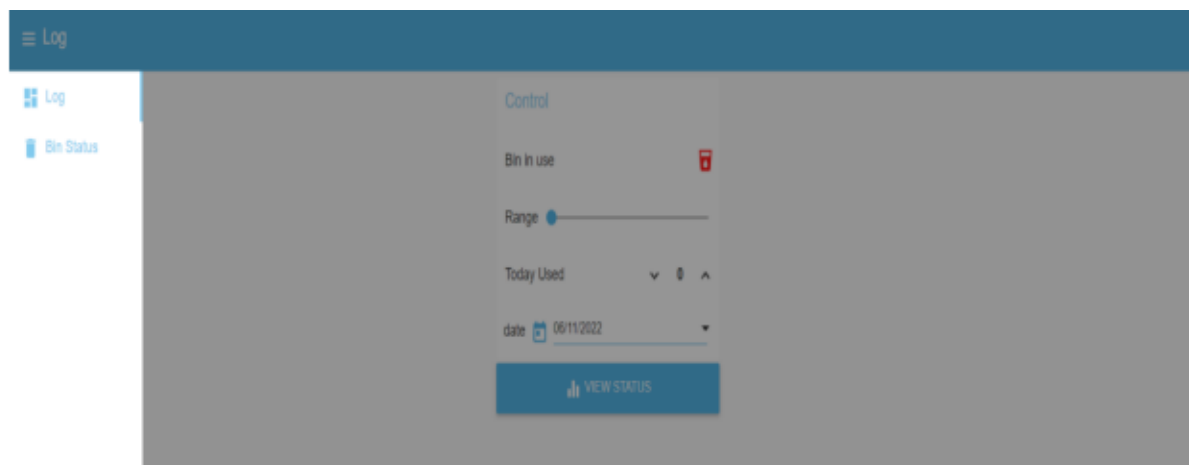 Log
Log
Bin Status
Control
Bin in use
Range
Today Used 0
date 06/11/2022
VIEW STATUS